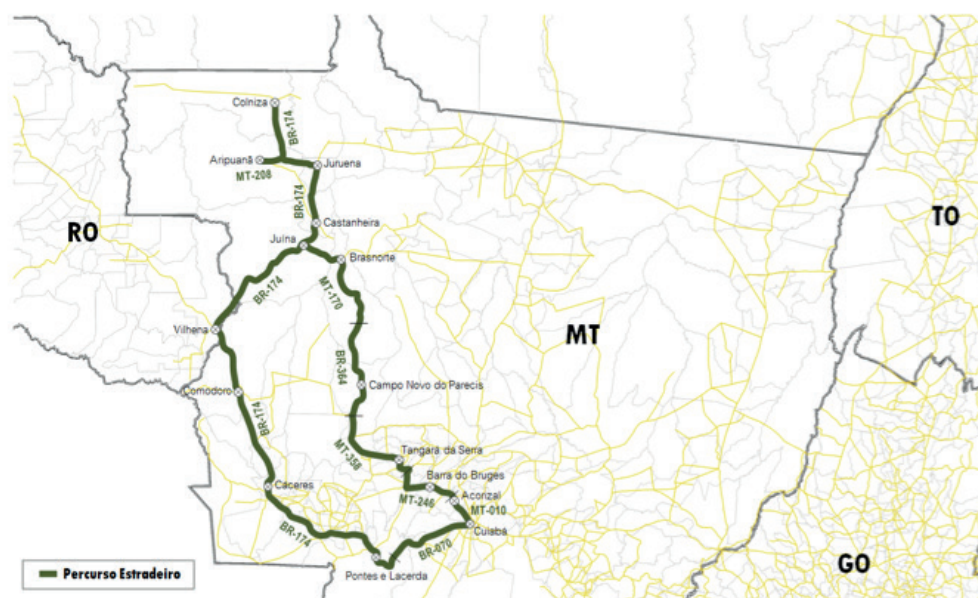 Colniza
BR-174
Aripuanã
MT-208
Juruena
BR-174
Castanheira
RO
TO
Juína
Brasnorte
BR-174
MT-170
Vilhena
MT
BR-364
Comodoro
Campo Novo do Parecis
BR-174
MT-358
Tangará da Serra
Barra do Bruges
Caceres
MT-246
Acorizal
MT-010
Cuiabá
BR-174
BR-070
GO
Pontes e Lacerda
Percurso Estradeiro